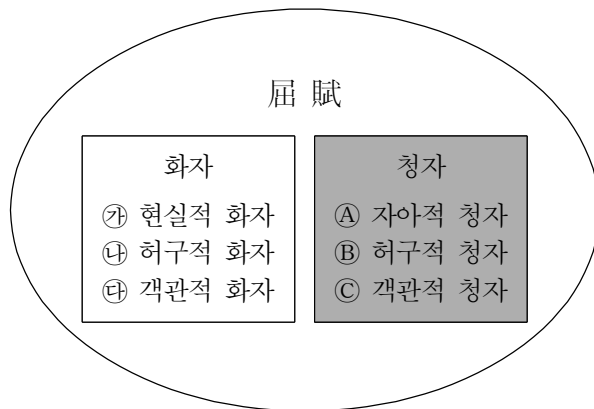 屈 賦
화자
㉮ 현실적 화자
㉯ 허구적 화자
㉰ 객관적 화자
청자
Ⓐ 자아적 청자
Ⓑ 허구적 청자
Ⓒ 객관적 청자